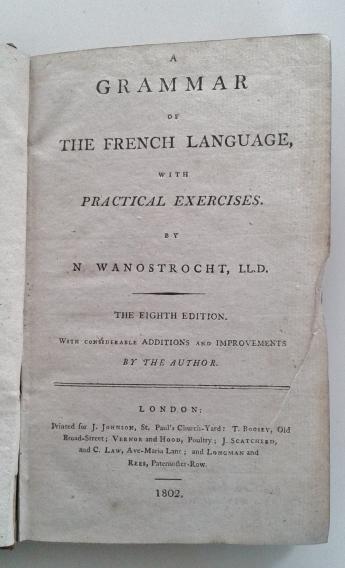 A
GRAMMAR
OF
THE FRENCH LANGUAGE,
WITH
PRACTICAL EXERCISES.
BY
N. WANOSTROCHT, LL.D.
THE EIGHTH EDITION.
WITH CONSIDERABLE ADDITIONS AND IMPROVEMENTS
BY THE AUTHOR.
LONDON:
Printed for J. JOHNSON, St. Paul's Church-Yard: T. BOOSEY, Old
Broad-Street; VERNOR and HOOD, Poultry; J. SCATCHERD,
and C. LAW, Ave-Maria Lane; and LONGMAN and
REES, Paternoſter-Row.
1802.